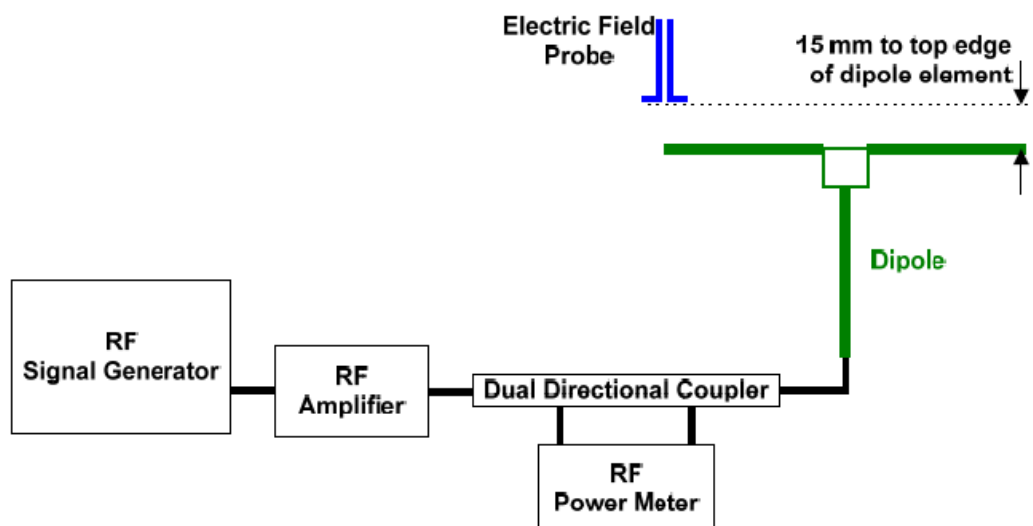 Electric Field
Probe
15 mm to top edge
of dipole element
Dipole
RF
Signal Generator
RF
Amplifier
Dual Directional Coupler
RF
Power Meter